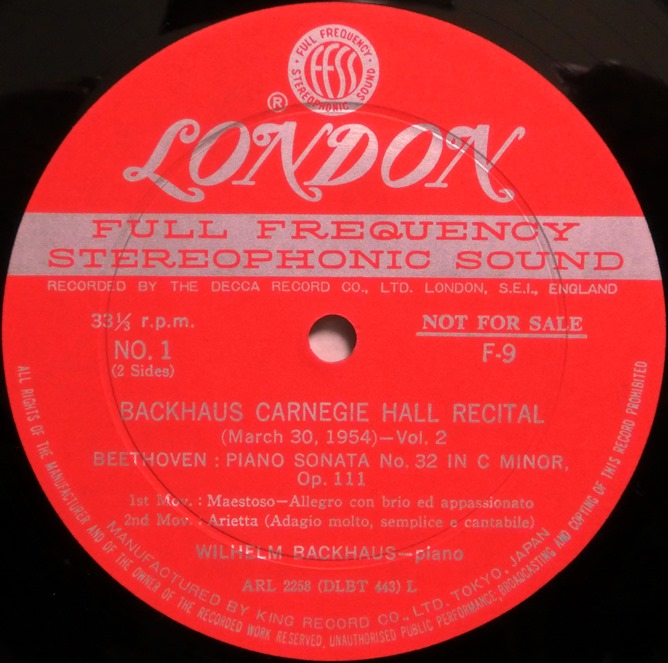 · FULL FREQUENCY ·
STEREOPHONIC SOUND
FFSS
®
LONDON
FULL FREQUENCY
STEREOPHONIC SOUND
RECORDED BY THE DECCA RECORD CO., LTD. LONDON, S.E.I., ENGLAND
33⅓ r.p.m.
NOT FOR SALE
NO. 1
F-9
(2 Sides)
BACKHAUS CARNEGIE HALL RECITAL
(March 30, 1954)—Vol. 2
BEETHOVEN : PIANO SONATA No. 32 IN C MINOR,
Op. 111
1st Mov. : Maestoso—Allegro con brio ed appassionato
2nd Mov. : Arietta (Adagio molto, semplice e cantabile)
WILHELM BACKHAUS—piano
ARL 2258 (DLBT 443) L
MANUFACTURED BY KING RECORD CO., LTD. TOKYO, JAPAN
ALL RIGHTS OF THE MANUFACTURER AND OF THE OWNER OF THE RECORDED WORK RESERVED, UNAUTHORISED PUBLIC PERFORMANCE, BROADCASTING AND COPYING OF THIS RECORD PROHIBITED